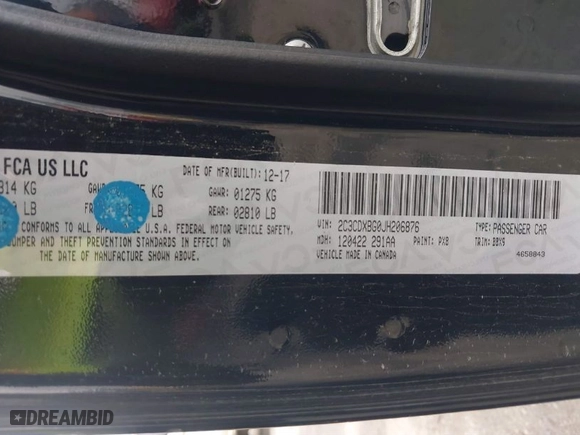 FCA US LLC
DATE OF MFR(BUILT): 12-17
814 KG
KG
GAWR: 01275 KG
LB
LB
REAR: 02810 LB
CONFORMS TO ALL APPLICABLE U.S.A. FEDERAL MOTOR VEHICLE SAFETY,
BUMPER AND THEFT PREVENTION STANDARDS IN EFFECT ON
THE DATE OF MANUFACTURE SHOWN ABOVE.
VIN: 2C3CDXBG0JH206876
TYPE: PASSENGER CAR
MDH: 120422 291AA
PAINT: PX8
TRIM: BBX9
VEHICLE MADE IN CANADA
4658843
DREAMBID